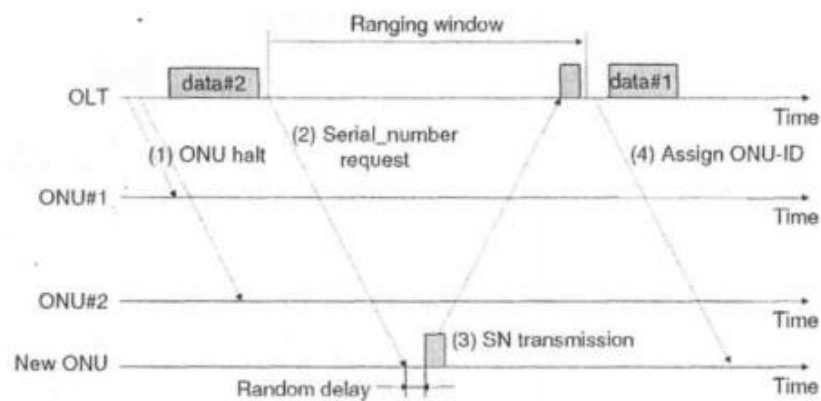 Ranging window
data#2
data#1
OLT
Time
(2) Serial_number
request
(1) ONU halt
(4) Assign ONU-ID
ONU#1
Time
ONU#2
Time
(3) SN transmission
New ONU
Time
Random delay